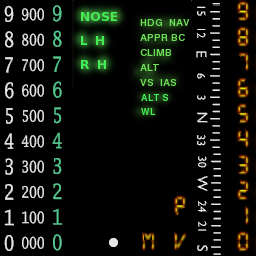 9 900 9
8 800 8
7 700 7
6 600 6
5 500 5
4 400 4
3 300 3
2 200 2
1 100 1
0 000 0
NOSE
L H
R H
HDG NAV
APPR BC
CLIMB
ALT
VS IAS
ALT S
WL
P
M V
15
12
E
6
3
N
33
30
W
24
21
S
9
8
7
6
5
4
3
2
1
0